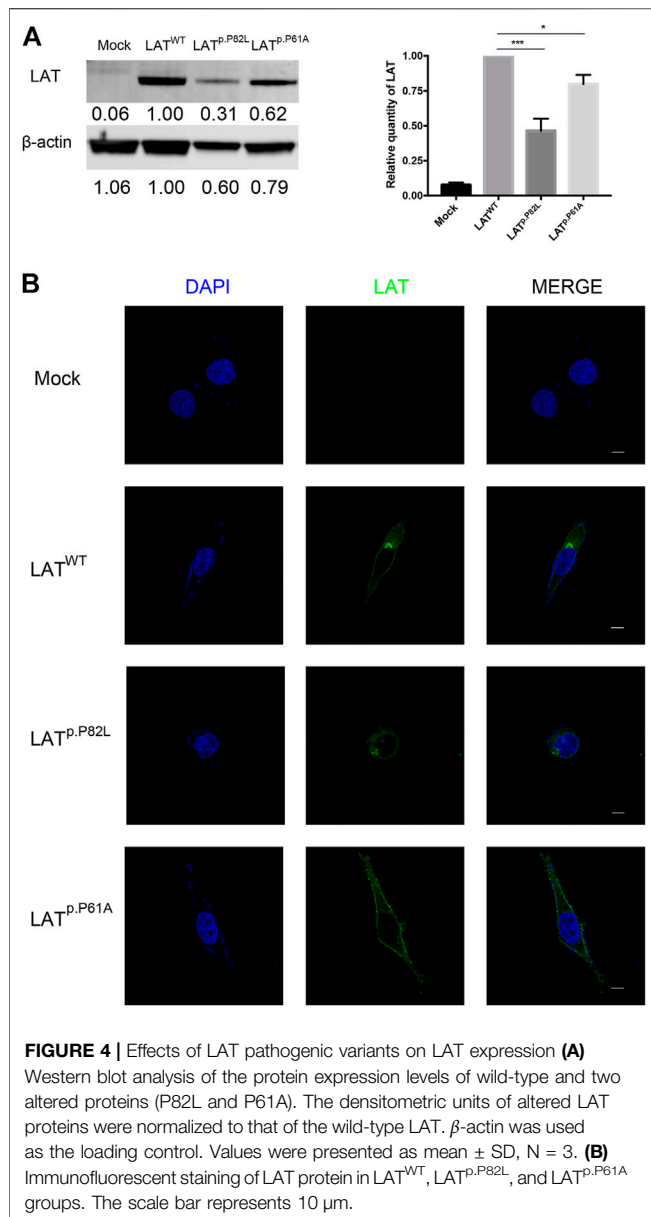 A
Mock LAT^WT LAT^p.P82L LAT^p.P61A
LAT
0.06 1.00 0.31 0.62
β-actin
1.06 1.00 0.60 0.79
* 
***
Relative quantity of LAT
1.00
0.75
0.50
0.25
0.00
Mock
LAT^WT
LAT^p.P82L
LAT^p.P61A
B
DAPI LAT MERGE
Mock
LAT^WT
LAT^p.P82L
LAT^p.P61A
FIGURE 4 | Effects of LAT pathogenic variants on LAT expression (A)
Western blot analysis of the protein expression levels of wild-type and two
altered proteins (P82L and P61A). The densitometric units of altered LAT
proteins were normalized to that of the wild-type LAT. β-actin was used
as the loading control. Values were presented as mean ± SD, N = 3. (B)
Immunofluorescent staining of LAT protein in LAT^WT, LAT^p.P82L, and LAT^p.P61A
groups. The scale bar represents 10 μm.